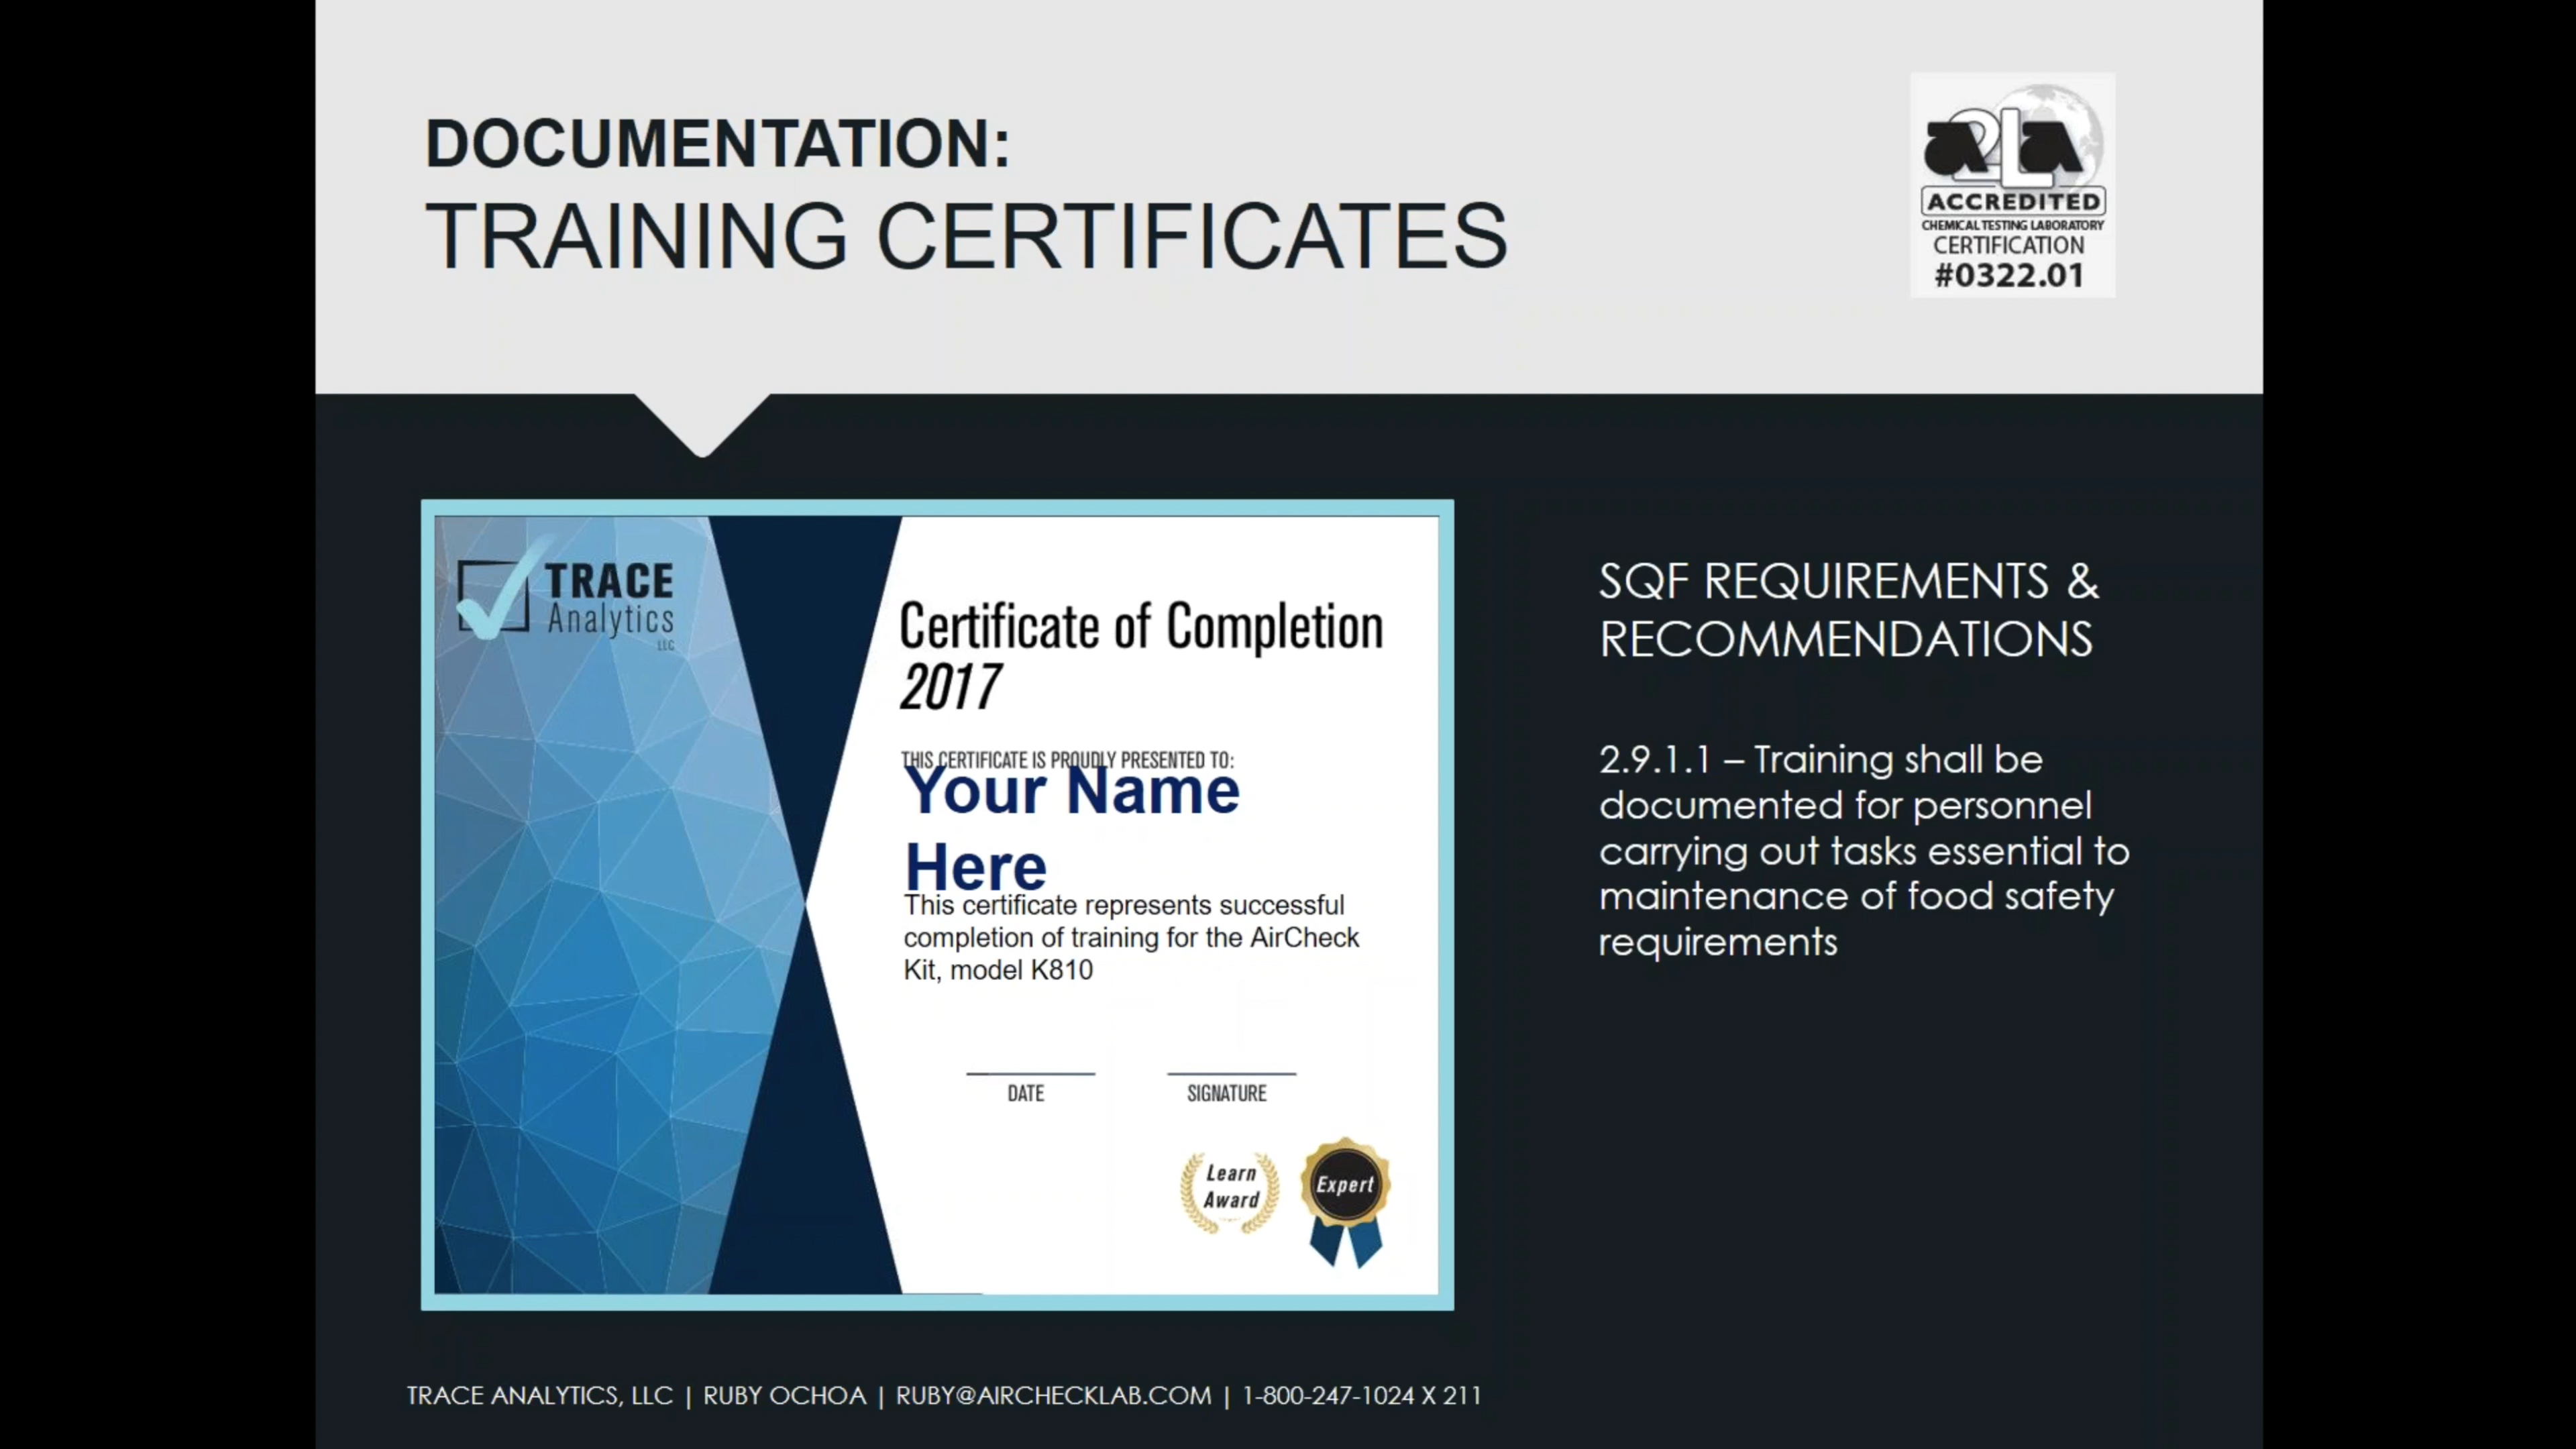 DOCUMENTATION:
TRAINING CERTIFICATES
a2La
ACCREDITED
CHEMICAL TESTING LABORATORY
CERTIFICATION
#0322.01
TRACE
Analytics
LLC
Certificate of Completion
2017
THIS CERTIFICATE IS PROUDLY PRESENTED TO:
Your Name
Here
This certificate represents successful
completion of training for the AirCheck
Kit, model K810
DATE
SIGNATURE
Learn
Award
Expert
SQF REQUIREMENTS &
RECOMMENDATIONS
2.9.1.1 – Training shall be
documented for personnel
carrying out tasks essential to
maintenance of food safety
requirements
TRACE ANALYTICS, LLC | RUBY OCHOA | RUBY@AIRCHECKLAB.COM | 1-800-247-1024 X 211